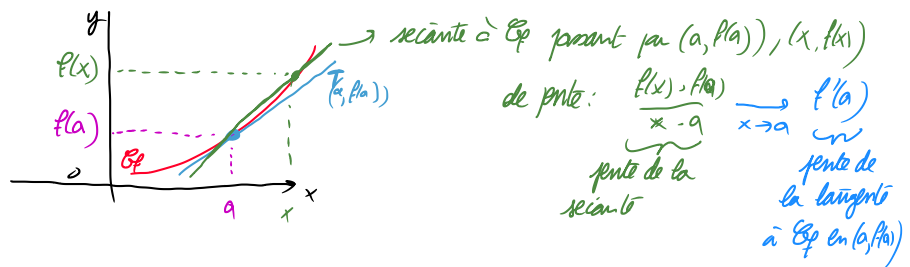 y
f(x)
f(a)
𝒞f
0
a
x
x
T(a, f(a))
sécante à 𝒞f passant par (a, f(a)), (x, f(x))
de pente : f(x) - f(a) / x - a ⟶ x→a f'(a)
pente de la
sécante
pente de
la tangente
à 𝒞f en (a, f(a))